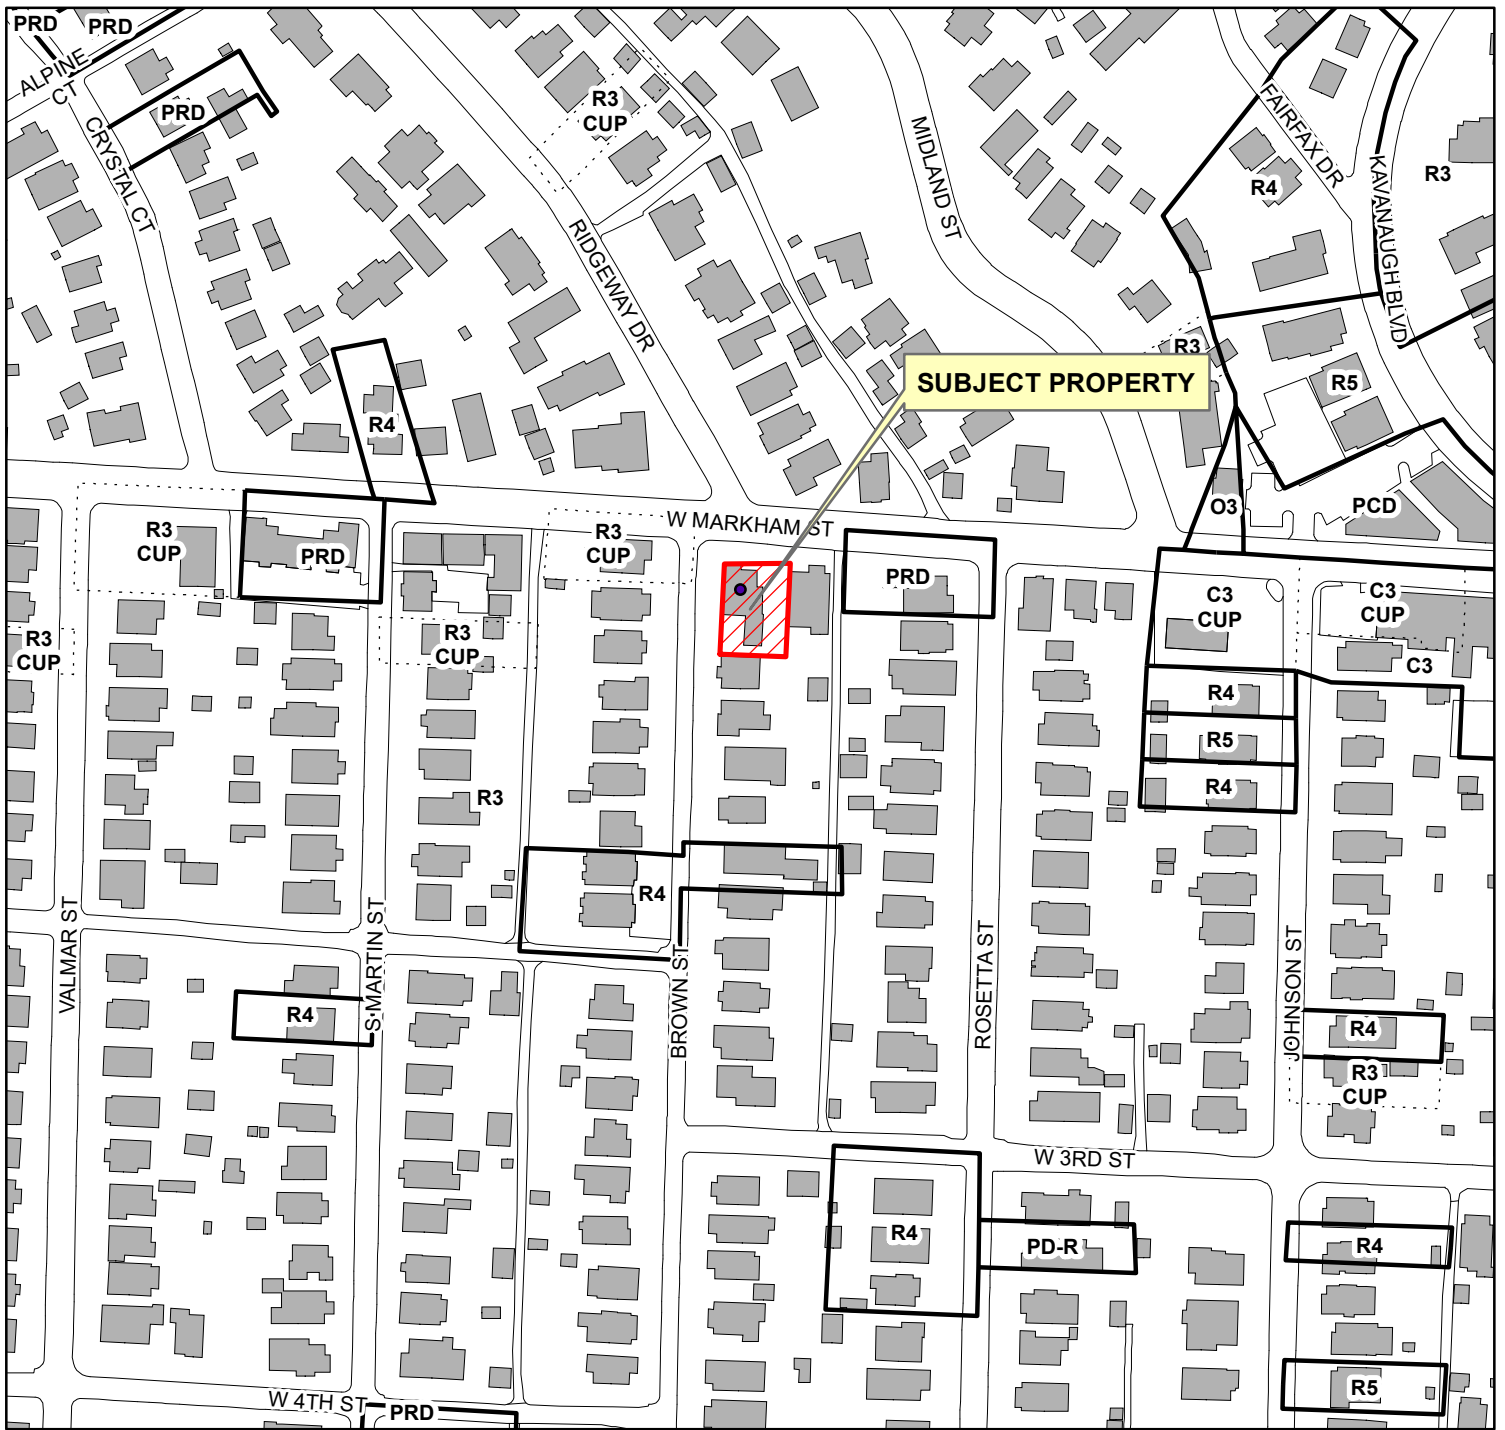 PRD
PRD
ALPINE
CT
PRD
CRYSTAL CT
R3
CUP
RIDGEWAY DR
MIDLAND ST
FAIRFAX DR
R4
KAVANAUGH BLVD
R3
R3
SUBJECT PROPERTY
R5
R4
O3
PCD
W MARKHAM ST
R3
CUP
PRD
R3
CUP
PRD
C3
CUP
C3
CUP
R3
CUP
R3
CUP
C3
R4
R5
R4
R3
R4
VALMAR ST
S MARTIN ST
BROWN ST
ROSETTA ST
JOHNSON ST
R4
R4
R3
CUP
W 3RD ST
R4
PD-R
R4
R5
W 4TH ST
PRD